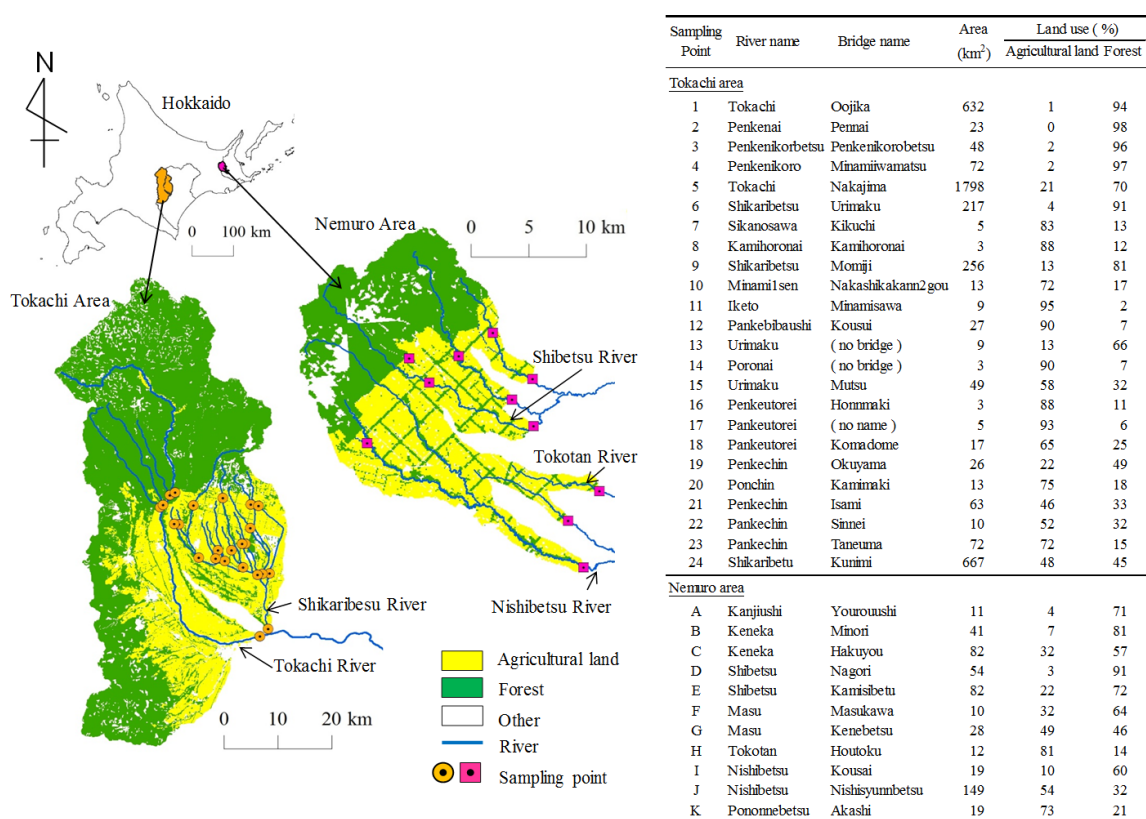 N
Hokkaido
0 100 km
Nemuro Area
0 5 10 km
Tokachi Area
Shibetsu River
Tokotan River
Nishibetsu River
Shikaribesu River
Tokachi River
0 10 20 km
Agricultural land
Forest
Other
River
Sampling point
Sampling Point River name Bridge name Area (km²) Land use ( %)
Agricultural land Forest
Tokachi area
1 Tokachi Oojika 632 1 94
2 Penkenai Pennai 23 0 98
3 Penkenikorbetsu Penkenikorobetsu 48 2 96
4 Penkenikoro Minamiiwamatsu 72 2 97
5 Tokachi Nakajima 1798 21 70
6 Shikaribetsu Urimaku 217 4 91
7 Sikanosawa Kikuchi 5 83 13
8 Kamihoronai Kamihoronai 3 88 12
9 Shikaribetsu Momiji 256 13 81
10 Minami1sen Nakashikakann2gou 13 72 17
11 Iketo Minamisawa 9 95 2
12 Pankebibaushi Kousui 27 90 7
13 Urimaku ( no bridge ) 9 13 66
14 Poronai ( no bridge ) 3 90 7
15 Urimaku Mutsu 49 58 32
16 Penkeutorei Honnmaki 3 88 11
17 Pankeutorei ( no name ) 5 93 6
18 Pankeutorei Komadome 17 65 25
19 Penkechin Okuyama 26 22 49
20 Ponchin Kamimaki 13 75 18
21 Penkechin Isami 63 46 33
22 Pankechin Sinnei 10 52 32
23 Pankechin Taneuma 72 72 15
24 Shikaribetu Kunimi 667 48 45
Nemuro area
A Kanjiushi Yourouushi 11 4 71
B Keneka Minori 41 7 81
C Keneka Hakuyou 82 32 57
D Shibetsu Nagori 54 3 91
E Shibetsu Kamisibetu 82 22 72
F Masu Masukawa 10 32 64
G Masu Kenebetsu 28 49 46
H Tokotan Houtoku 12 81 14
I Nishibetsu Kousai 19 10 60
J Nishibetsu Nishisyunnbetsu 149 54 32
K Pononnebetsu Akashi 19 73 21